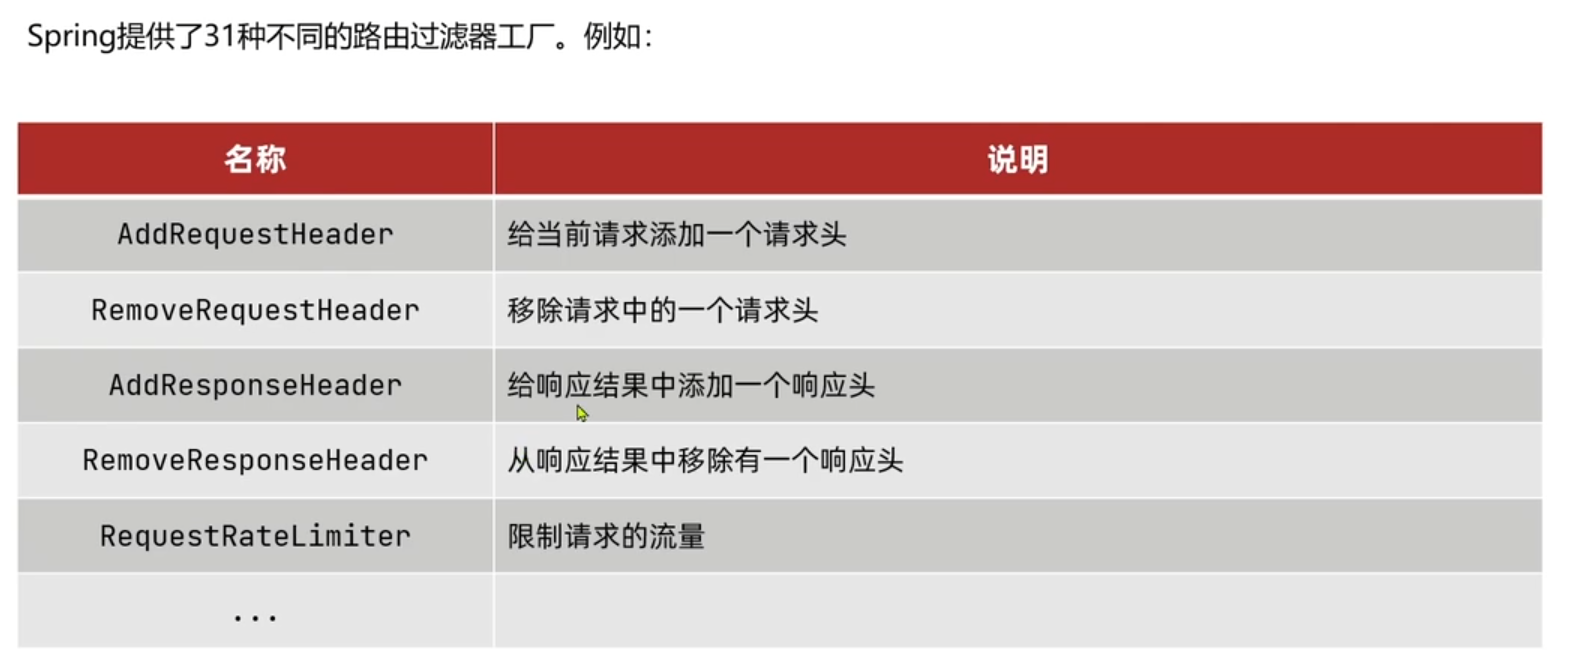 Spring提供了31种不同的路由过滤器工厂。例如：
名称 说明
AddRequestHeader 给当前请求添加一个请求头
RemoveRequestHeader 移除请求中的一个请求头
AddResponseHeader 给响应结果中添加一个响应头
RemoveResponseHeader 从响应结果中移除有一个响应头
RequestRateLimiter 限制请求的流量
...